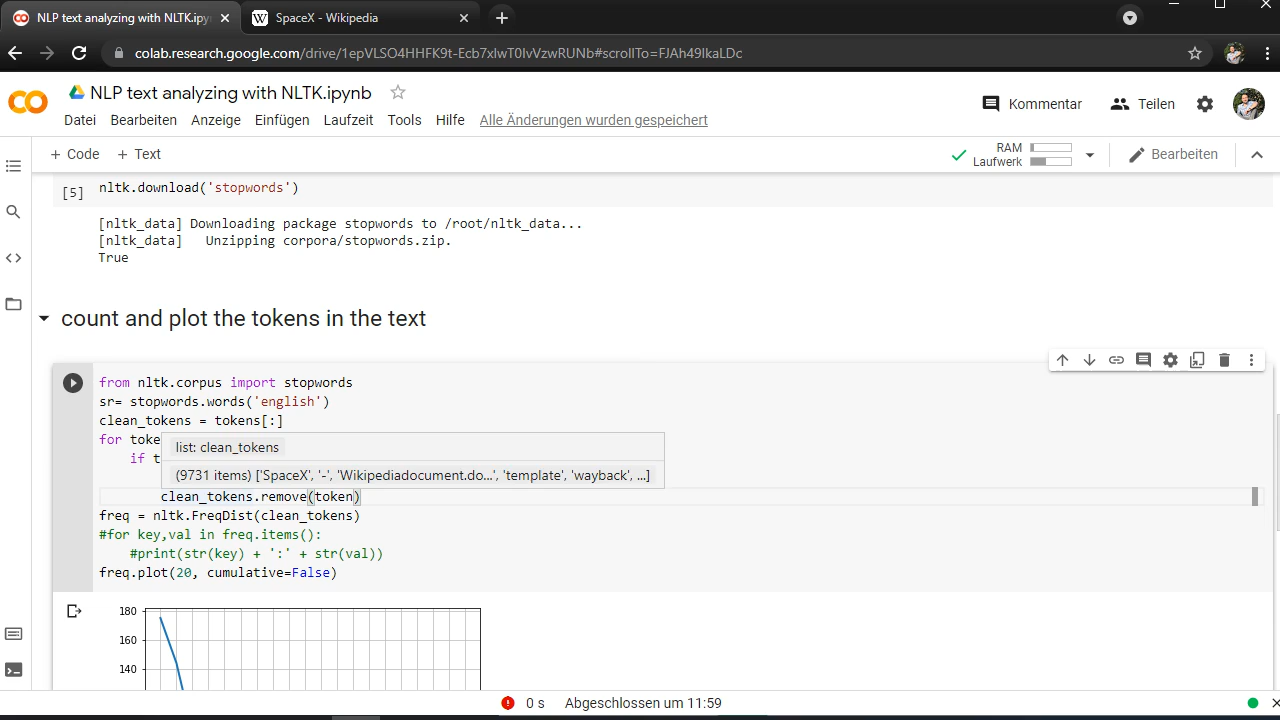 NLP text analyzing with NLTK.ipy
SpaceX - Wikipedia
colab.research.google.com/drive/1epVLSO4HHFK9t-Ecb7xlwT0IvVzwRUNb#scrollTo=FJAh49IkaLDc
NLP text analyzing with NLTK.ipynb
Kommentar
Teilen
Datei Bearbeiten Anzeige Einfügen Laufzeit Tools Hilfe Alle Änderungen wurden gespeichert
+ Code + Text
RAM
Laufwerk
Bearbeiten
[5] nltk.download('stopwords')
[nltk_data] Downloading package stopwords to /root/nltk_data...
[nltk_data]   Unzipping corpora/stopwords.zip.
True
count and plot the tokens in the text
from nltk.corpus import stopwords
sr= stopwords.words('english')
clean_tokens = tokens[:]
for toke
list: clean_tokens
if t
(9731 items) ['SpaceX', '-', 'Wikipediadocument.do...', 'template', 'wayback', ...]
clean_tokens.remove(token)
freq = nltk.FreqDist(clean_tokens)
#for key,val in freq.items():
#print(str(key) + ':' + str(val))
freq.plot(20, cumulative=False)
180
160
140
0 s Abgeschlossen um 11:59